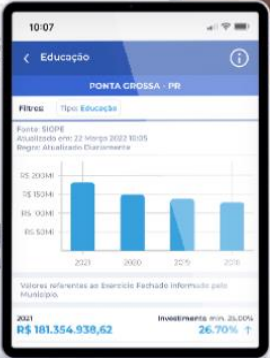 10:07
Educação
PONTA GROSSA - PR
Filtros: Tipo: Educação
Fonte: SIOPE
Atualizado em: 22 Março 2022 10:05
Regra: Atualizado Diariamente
R$ 200Mi
R$ 150Mi
R$ 100Mi
R$ 50Mi
2021 2020 2019 2018
Valores referentes ao Exercício Fechado informado pelo
Município.
2021 Investimento min. 25.00%
R$ 181.354.938,62 26.70% ↑